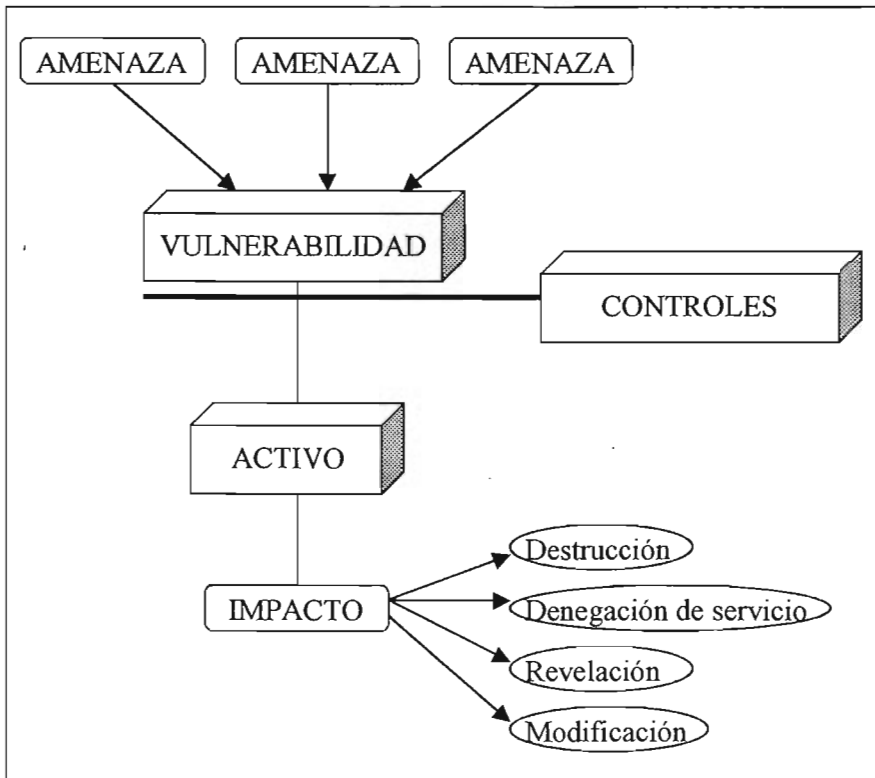 AMENAZA
AMENAZA
AMENAZA
VULNERABILIDAD
CONTROLES
ACTIVO
IMPACTO
Destrucción
Denegación de servicio
Revelación
Modificación